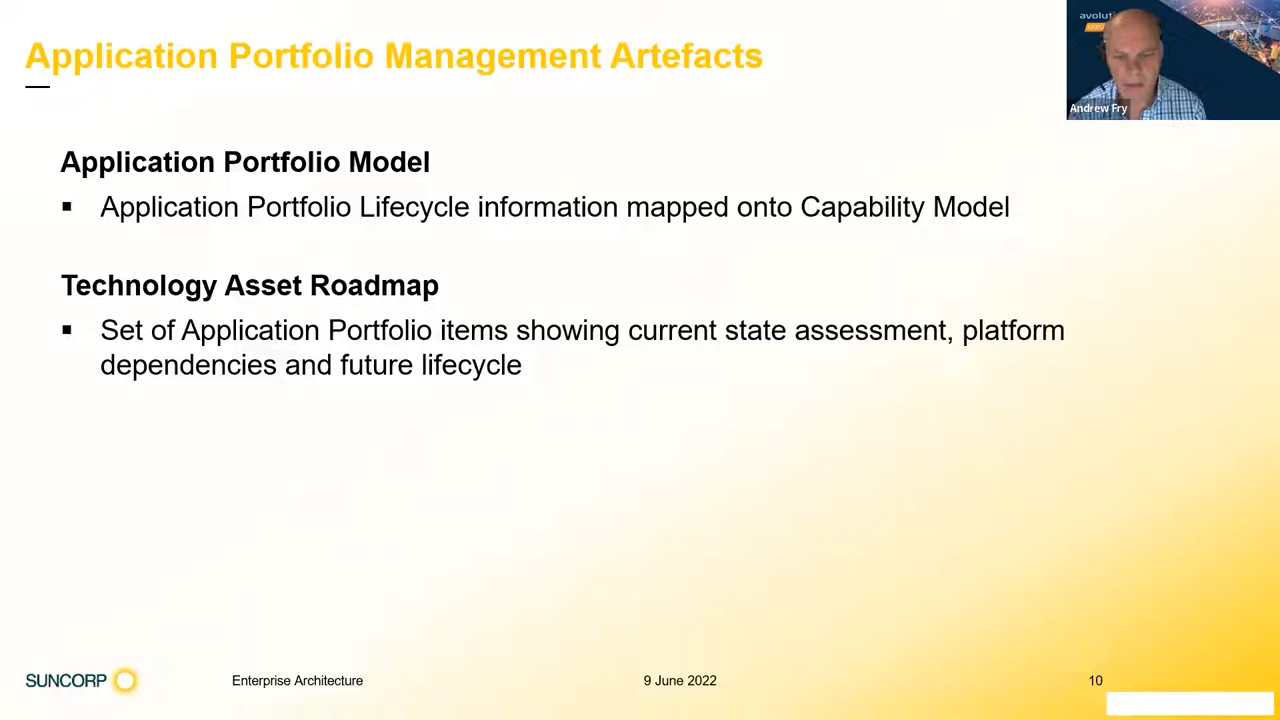 Application Portfolio Management Artefacts
Andrew Fry
Application Portfolio Model
▪ Application Portfolio Lifecycle information mapped onto Capability Model
Technology Asset Roadmap
▪ Set of Application Portfolio items showing current state assessment, platform
dependencies and future lifecycle
SUNCORP
Enterprise Architecture
9 June 2022
10